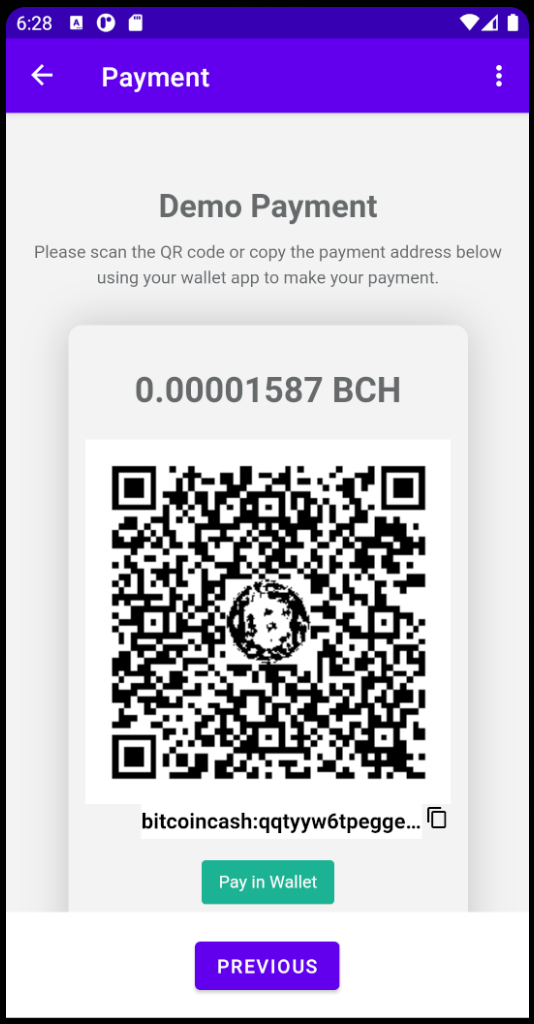 6:28
Payment
Demo Payment
Please scan the QR code or copy the payment address below
using your wallet app to make your payment.
0.00001587 BCH
bitcoincash:qqtyyw6tpegge...
Pay in Wallet
PREVIOUS